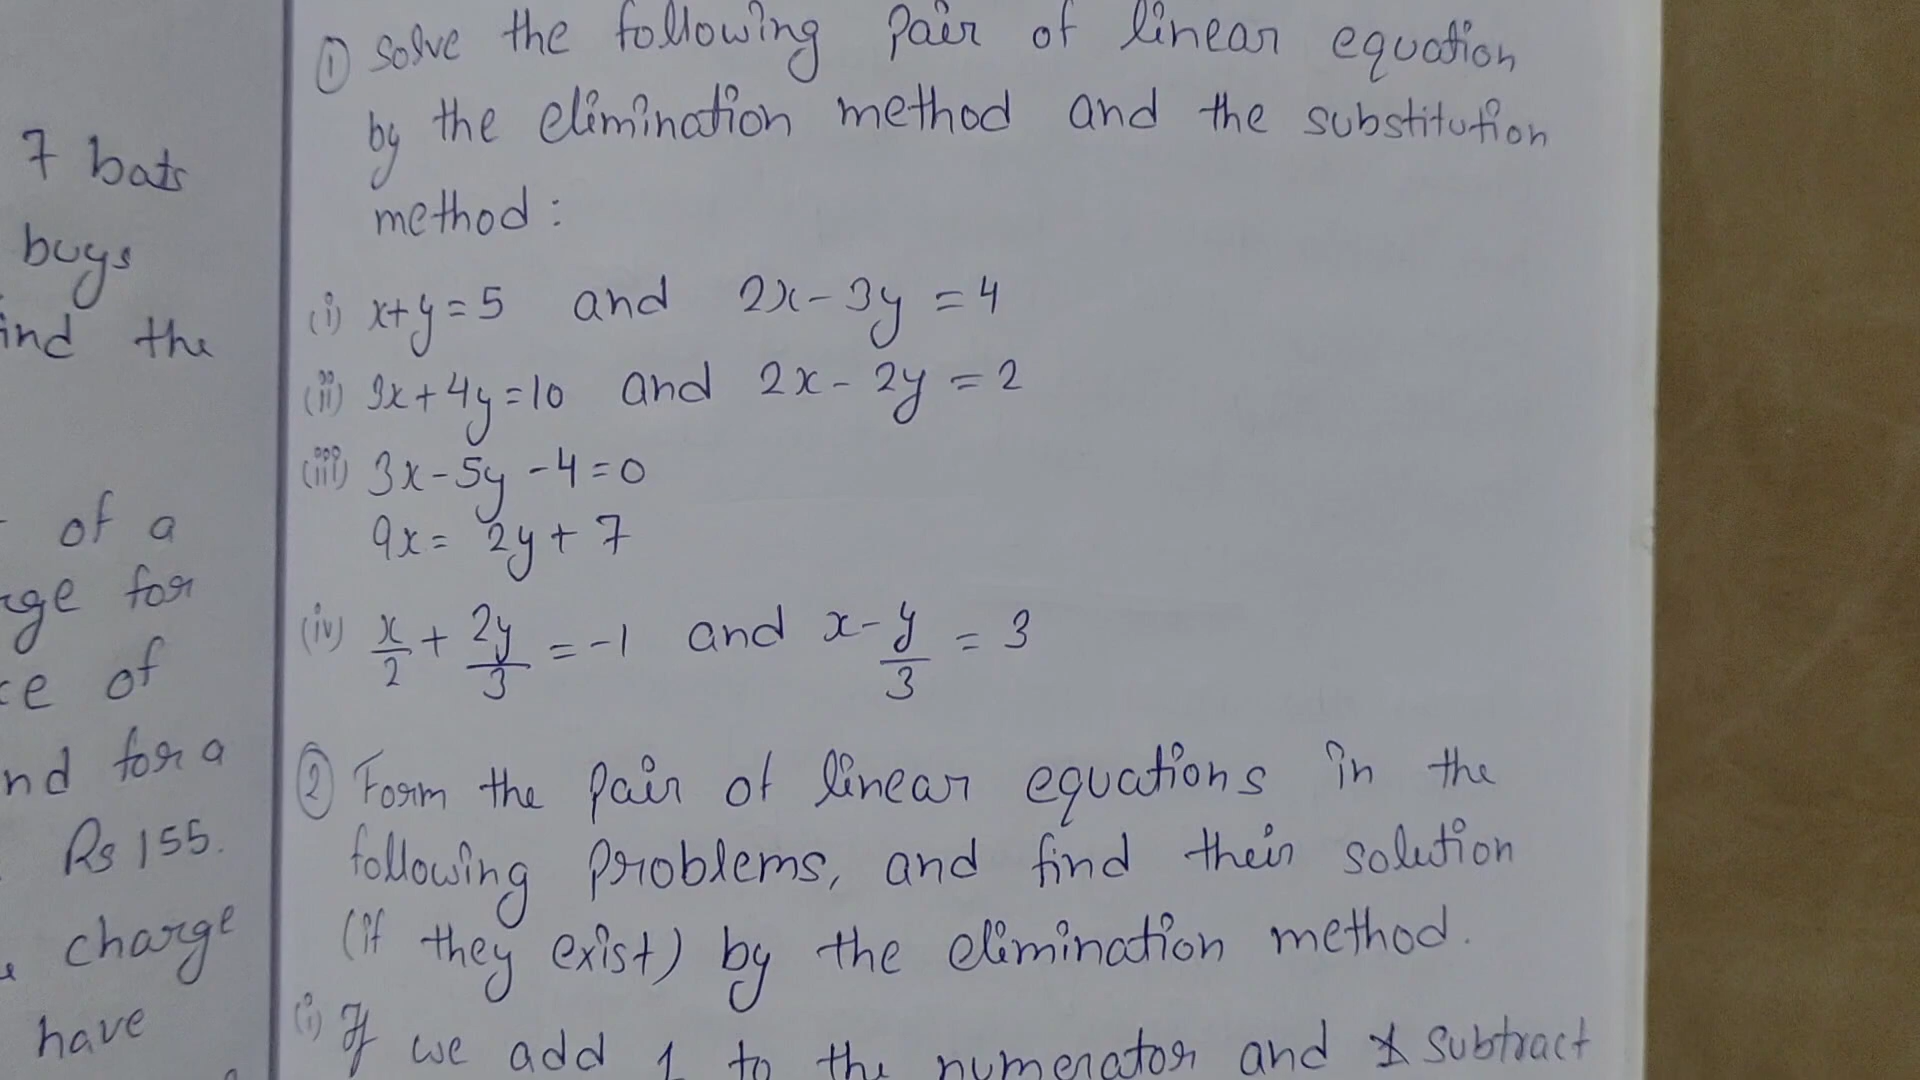 7 bats
buys
find the
of a
for
of
nd for a
Rs 155.
charge
have
① Solve the following pair of linear equation
by the elimination method and the substitution
method :
(i) x+y=5 and 2x-3y=4
(ii) 3x+4y=10 and 2x-2y=2
(iii) 3x-5y-4=0
9x= 2y+7
(iv) x/2 + 2y/3 = -1 and x-y/3 = 3
② Form the pair of linear equations in the
following problems, and find their solution
(if they exist) by the elimination method.
(i) If we add 1 to the numerator and subtract